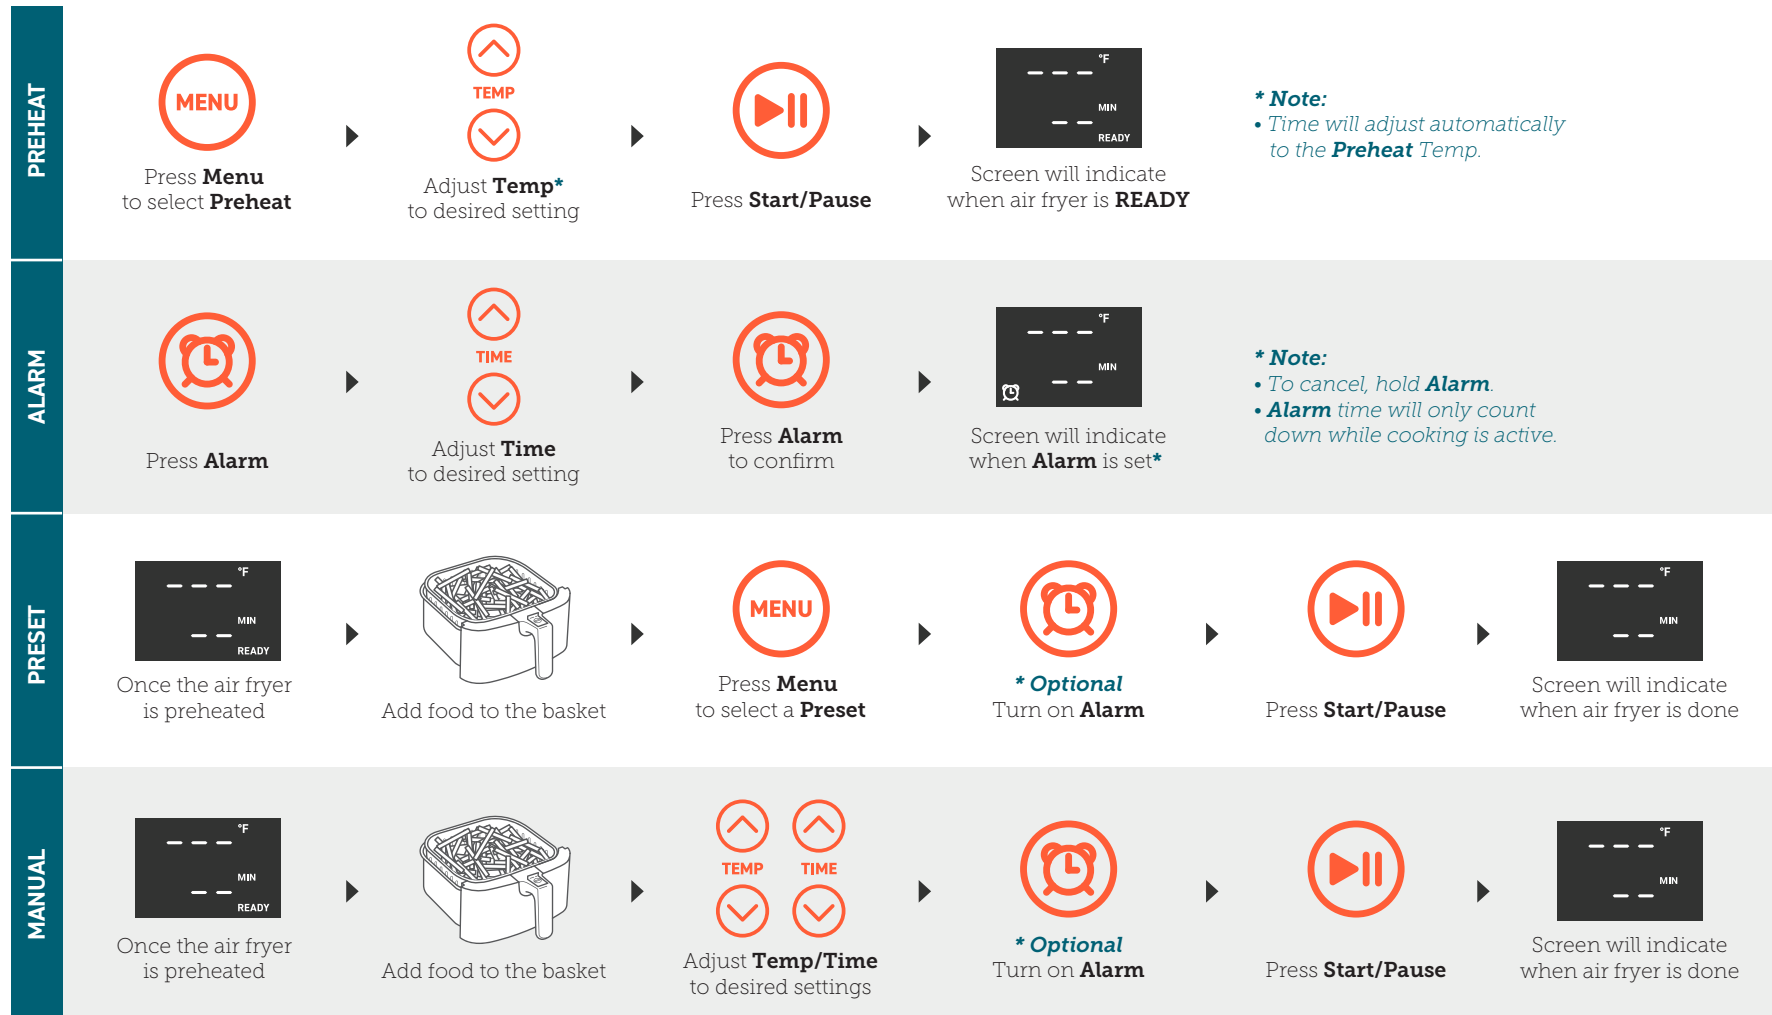 PREHEAT
MENU
Press Menu
to select Preheat
TEMP
Adjust Temp*
to desired setting
Press Start/Pause
°F
MIN
READY
Screen will indicate
when air fryer is READY
* Note:
• Time will adjust automatically
to the Preheat Temp.
ALARM
Press Alarm
TIME
Adjust Time
to desired setting
Press Alarm
to confirm
°F
MIN
Screen will indicate
when Alarm is set*
* Note:
• To cancel, hold Alarm.
• Alarm time will only count
down while cooking is active.
PRESET
°F
MIN
READY
Once the air fryer
is preheated
Add food to the basket
MENU
Press Menu
to select a Preset
* Optional
Turn on Alarm
Press Start/Pause
°F
MIN
Screen will indicate
when air fryer is done
MANUAL
°F
MIN
READY
Once the air fryer
is preheated
Add food to the basket
TEMP TIME
Adjust Temp/Time
to desired settings
* Optional
Turn on Alarm
Press Start/Pause
°F
MIN
Screen will indicate
when air fryer is done